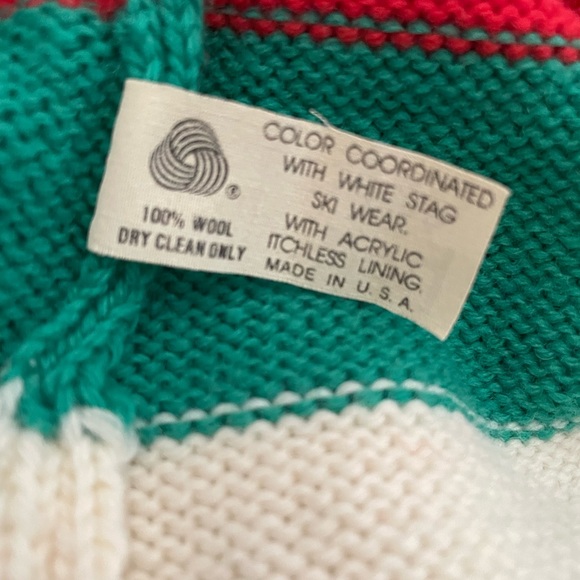 ®
100% WOOL
DRY CLEAN ONLY
COLOR COORDINATED
WITH WHITE STAG
SKI WEAR.
WITH ACRYLIC
ITCHLESS LINING.
MADE IN U.S.A.